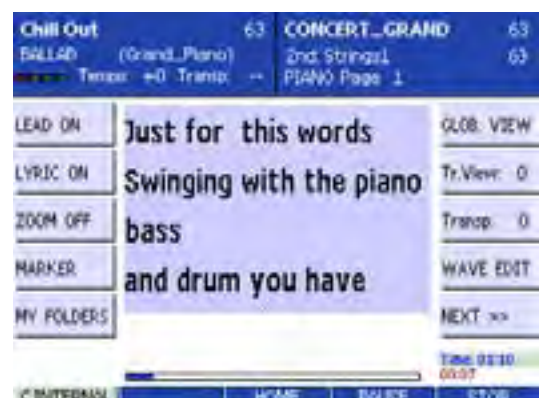 Chill Out 63
BALLAD (Grand_Piano)
Tempo: +0 Transp: --
CONCERT_GRAND 63
2nd Strings1 63
PIANO Page 1
LEAD ON
LYRIC ON
ZOOM OFF
MARKER
MY FOLDERS
Just for this words
Swinging with the piano
bass
and drum you have
GLOB. VIEW
Tr.View: 0
Transp. 0
WAVE EDIT
NEXT >>
Time 03:10
00:07
HOME PAUSE STOP